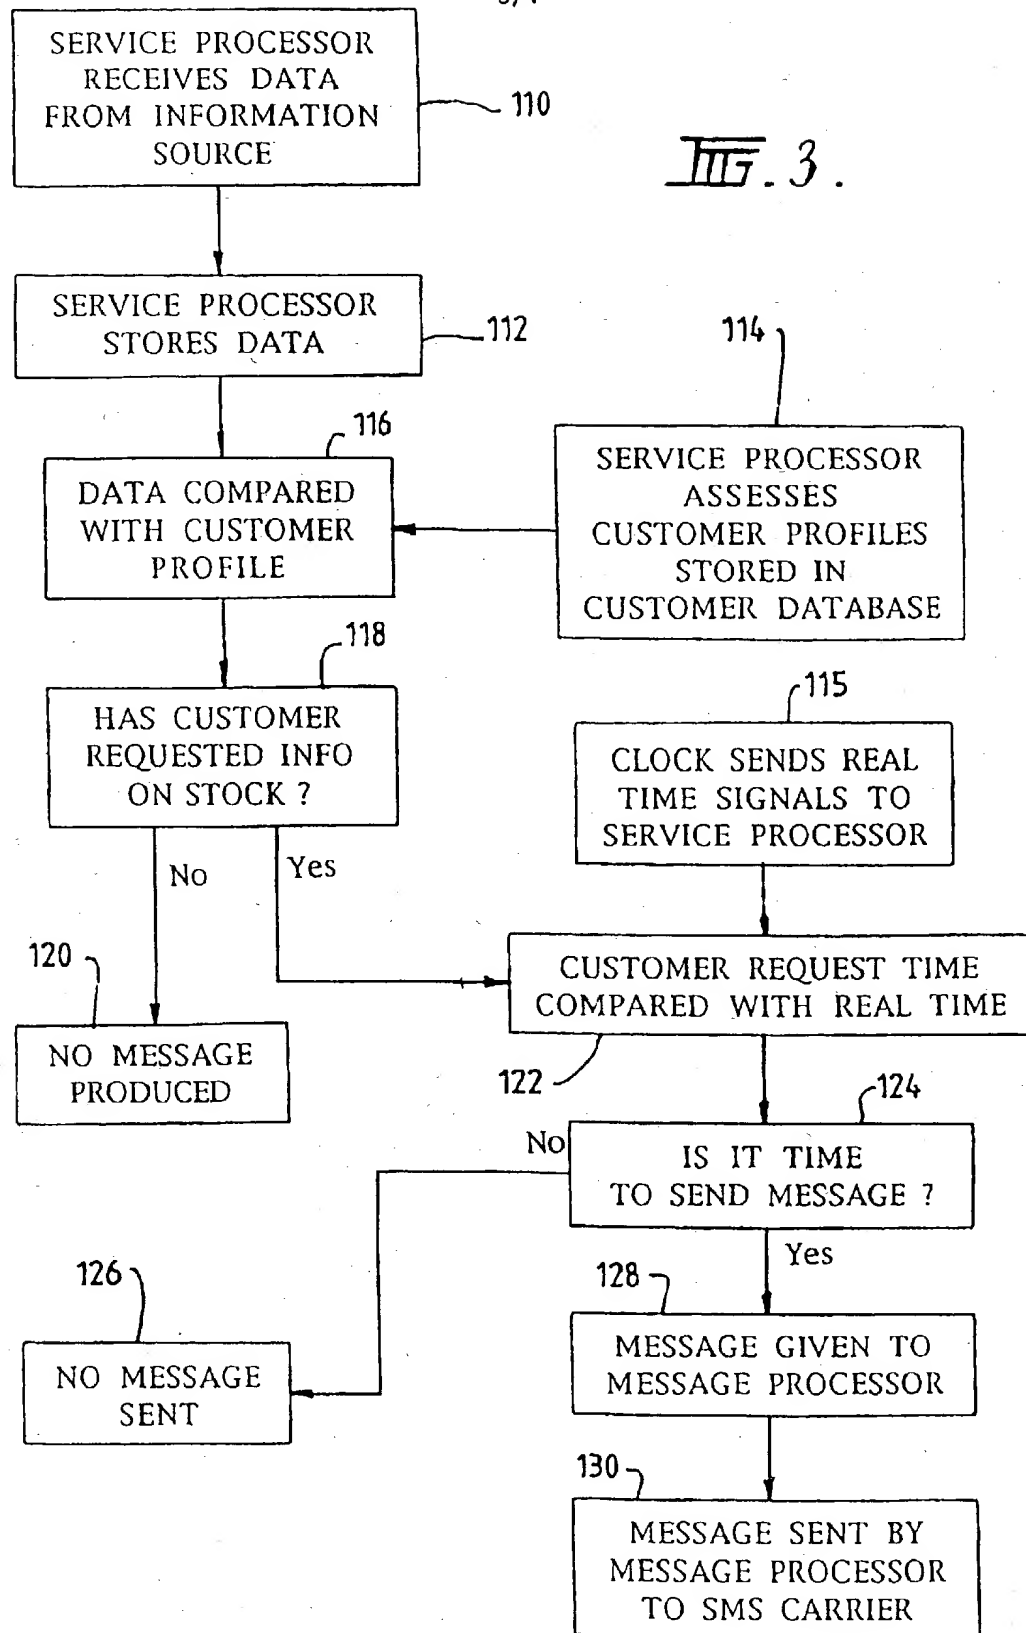 SERVICE PROCESSOR
RECEIVES DATA
FROM INFORMATION
SOURCE
110
FIG. 3.
SERVICE PROCESSOR
STORES DATA
112
114
116
DATA COMPARED
WITH CUSTOMER
PROFILE
SERVICE PROCESSOR
ASSESSES
CUSTOMER PROFILES
STORED IN
CUSTOMER DATABASE
118
HAS CUSTOMER
REQUESTED INFO
ON STOCK ?
115
CLOCK SENDS REAL
TIME SIGNALS TO
SERVICE PROCESSOR
No
Yes
120
NO MESSAGE
PRODUCED
CUSTOMER REQUEST TIME
COMPARED WITH REAL TIME
122
124
No
IS IT TIME
TO SEND MESSAGE ?
Yes
126
NO MESSAGE
SENT
128
MESSAGE GIVEN TO
MESSAGE PROCESSOR
130
MESSAGE SENT BY
MESSAGE PROCESSOR
TO SMS CARRIER